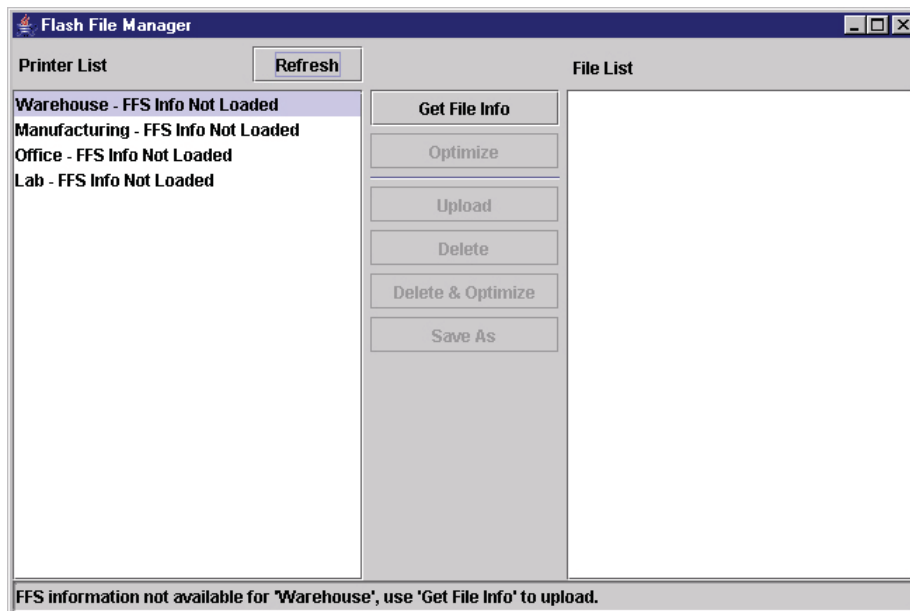 Flash File Manager
Printer List
Refresh
File List
Warehouse - FFS Info Not Loaded
Manufacturing - FFS Info Not Loaded
Office - FFS Info Not Loaded
Lab - FFS Info Not Loaded
Get File Info
Optimize
Upload
Delete
Delete & Optimize
Save As
FFS information not available for 'Warehouse', use 'Get File Info' to upload.